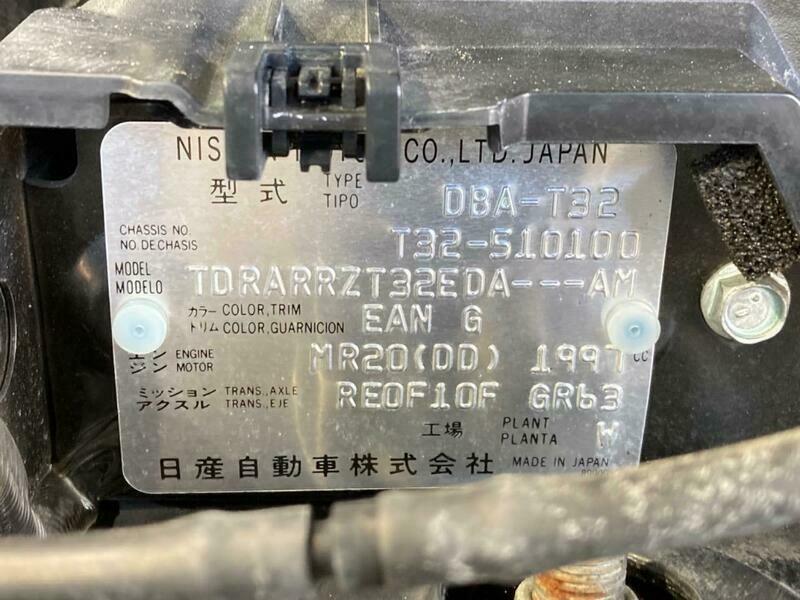 NIS CO.,LTD.JAPAN
型式 TYPE TIPO DBA-T32
CHASSIS NO. NO.DECHASIS T32-510100
MODEL MODELO TDRARRZT32EDA---AM
カラー COLOR,TRIM トリム COLOR,GUARNICION EAN G
エンジン ENGINE MOTOR MR20(DD) 1997 CC
ミッション TRANS.,AXLE アクスル TRANS.,EJE RE0F10F GR63
工場 PLANT PLANTA W
日産自動車株式会社 MADE IN JAPAN